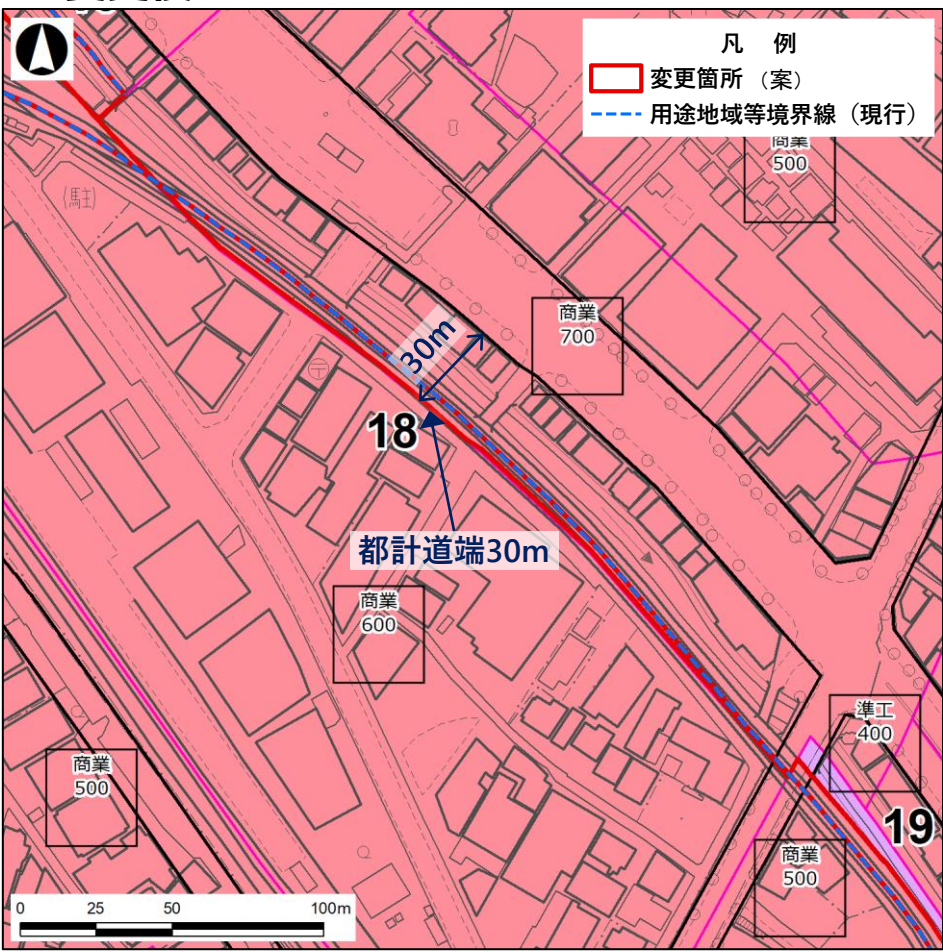 凡 例
変更箇所（案）
用途地域等境界線（現行）
商業
500
(駐)
商業
700
30m
18
都計道端30m
商業
600
準工
400
商業
500
19
商業
500
0 25 50 100m